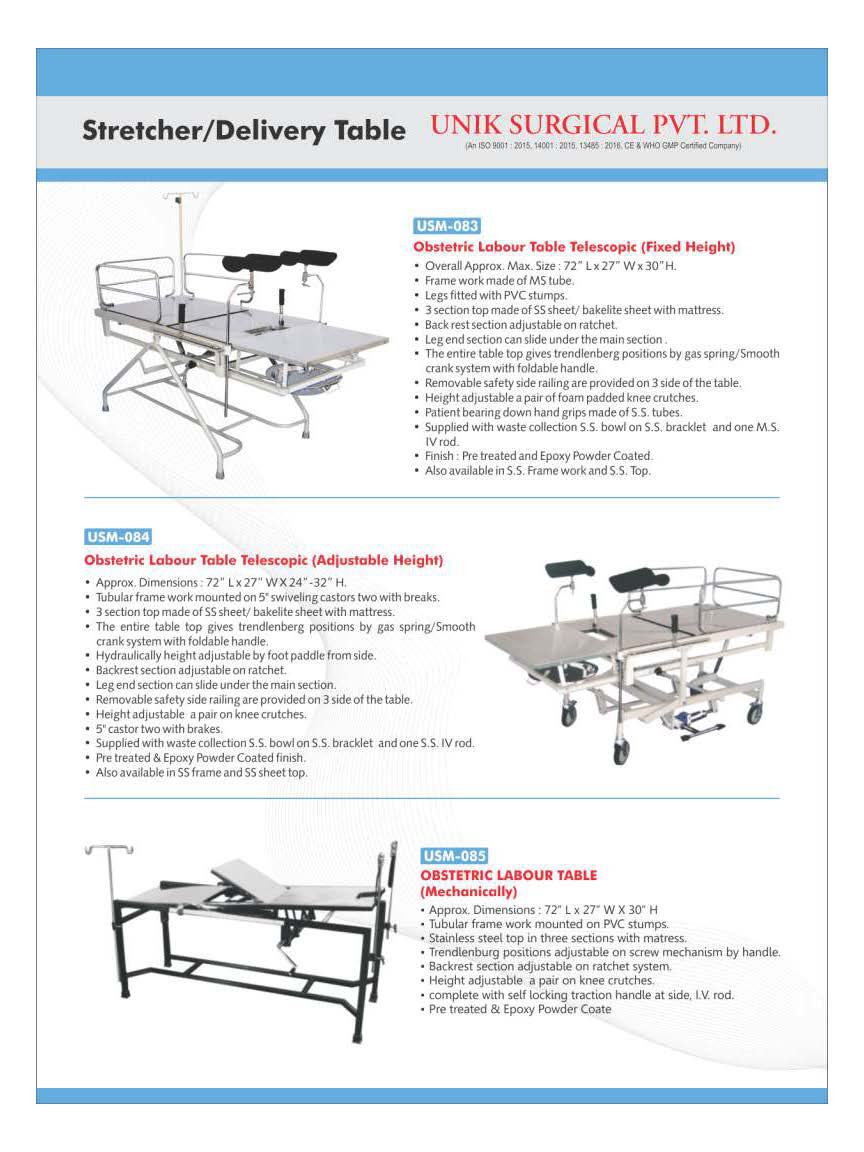 Stretcher/Delivery Table
UNIK SURGICAL PVT. LTD.
(An ISO 9001 : 2015, 14001 : 2015, 13485 : 2016, CE & WHO GMP Certified Company)
USM-083
Obstetric Labour Table Telescopic (Fixed Height)
• Overall Approx. Max. Size : 72” L x 27” W x 30”H.
• Frame work made of MS tube.
• Legs fitted with PVC stumps.
• 3 section top made of SS sheet/ bakelite sheet with mattress.
• Back rest section adjustable on ratchet.
• Leg end section can slide under the main section .
• The entire table top gives trendlenberg positions by gas spring/Smooth
crank system with foldable handle.
• Removable safety side railing are provided on 3 side of the table.
• Height adjustable a pair of foam padded knee crutches.
• Patient bearing down hand grips made of S.S. tubes.
• Supplied with waste collection S.S. bowl on S.S. bracklet and one M.S.
IV rod.
• Finish : Pre treated and Epoxy Powder Coated.
• Also available in S.S. Frame work and S.S. Top.
USM-084
Obstetric Labour Table Telescopic (Adjustable Height)
• Approx. Dimensions : 72” L x 27” W X 24”-32” H.
• Tubular frame work mounted on 5" swiveling castors two with breaks.
• 3 section top made of SS sheet/ bakelite sheet with mattress.
• The entire table top gives trendlenberg positions by gas spring/Smooth
crank system with foldable handle.
• Hydraulically height adjustable by foot paddle from side.
• Backrest section adjustable on ratchet.
• Leg end section can slide under the main section.
• Removable safety side railing are provided on 3 side of the table.
• Height adjustable a pair on knee crutches.
• 5" castor two with brakes.
• Supplied with waste collection S.S. bowl on S.S. bracklet and one S.S. IV rod.
• Pre treated & Epoxy Powder Coated finish.
• Also available in SS frame and SS sheet top.
USM-085
OBSTETRIC LABOUR TABLE
(Mechanically)
• Approx. Dimensions : 72” L x 27” W X 30” H
• Tubular frame work mounted on PVC stumps.
• Stainless steel top in three sections with matress.
• Trendlenburg positions adjustable on screw mechanism by handle.
• Backrest section adjustable on ratchet system.
• Height adjustable a pair on knee crutches.
• complete with self locking traction handle at side, I.V. rod.
• Pre treated & Epoxy Powder Coate